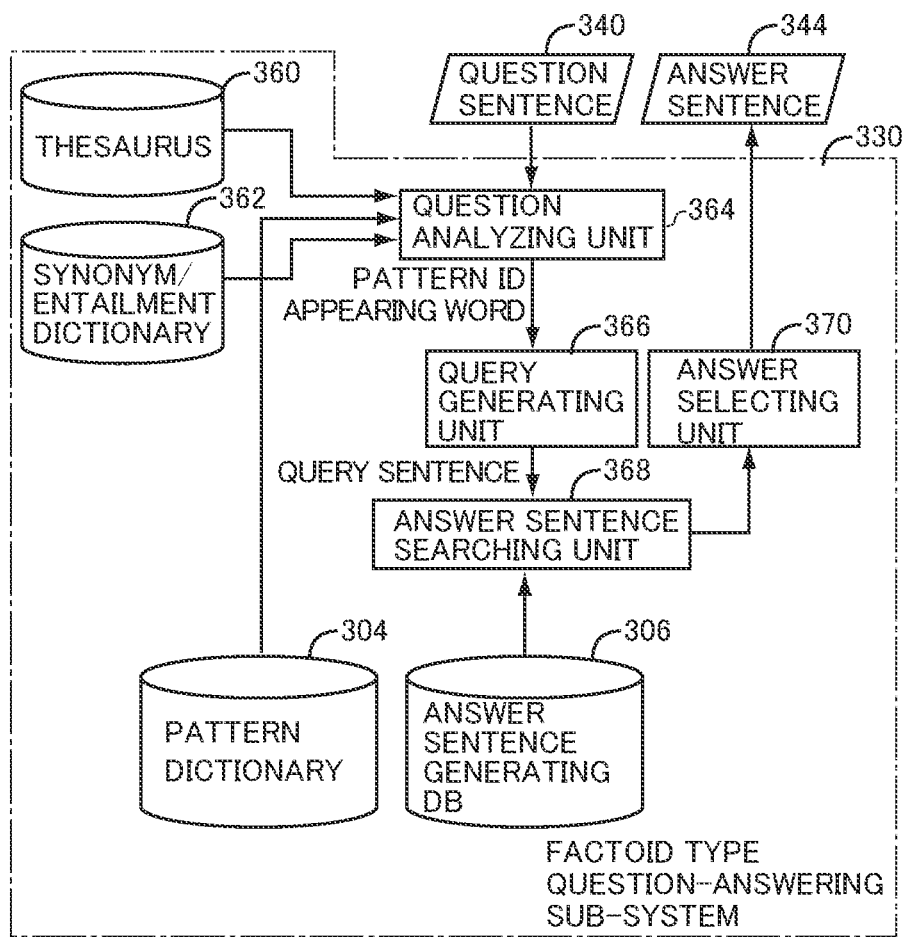 340
344
360
QUESTION
SENTENCE
ANSWER
SENTENCE
THESAURUS
330
362
QUESTION
ANALYZING UNIT
364
SYNONYM/
ENTAILMENT
DICTIONARY
PATTERN ID
APPEARING WORD
366
370
QUERY
GENERATING
UNIT
ANSWER
SELECTING
UNIT
QUERY SENTENCE
368
ANSWER SENTENCE
SEARCHING UNIT
304
306
PATTERN
DICTIONARY
ANSWER
SENTENCE
GENERATING
DB
FACTOID TYPE
QUESTION-ANSWERING
SUB-SYSTEM